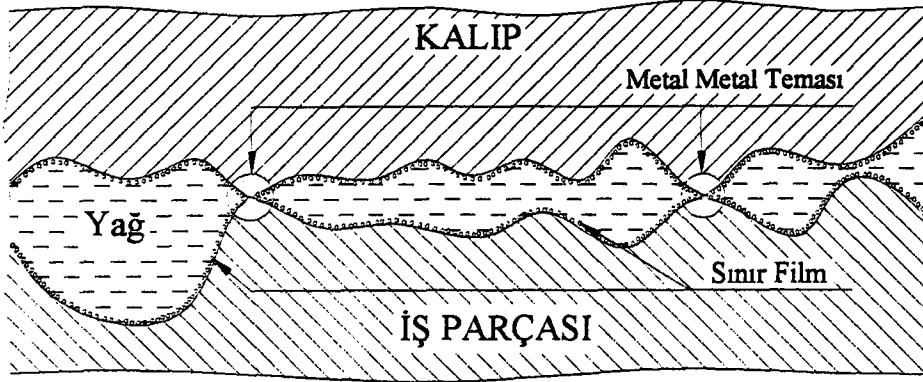 KALIP
Metal Metal Teması
Yağ
Sınır Film
İŞ PARÇASI